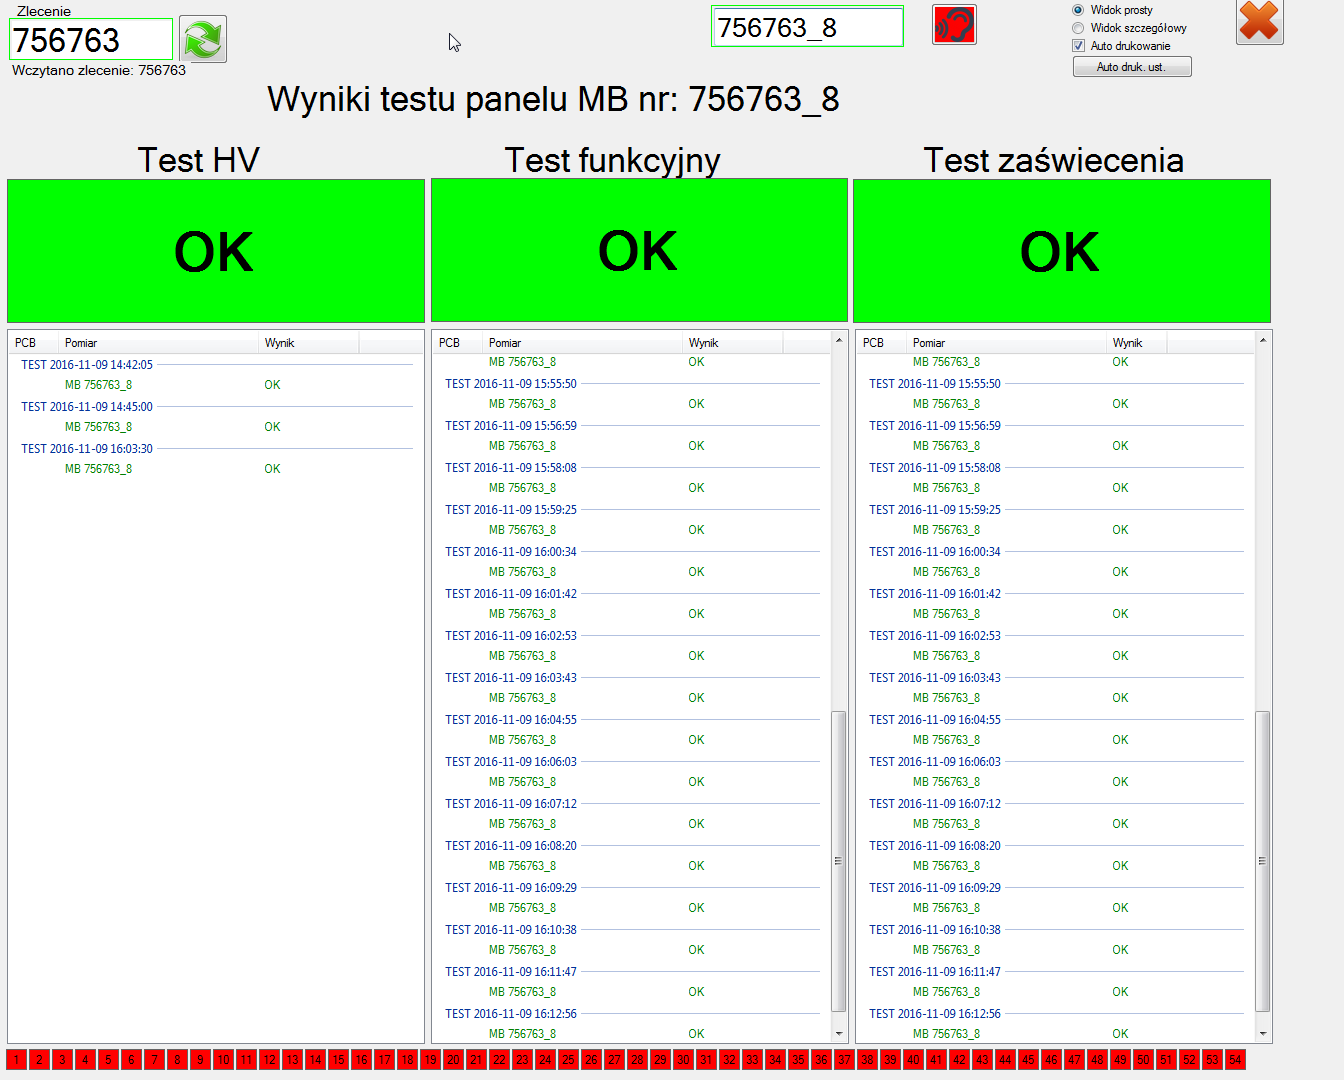 Zlecenie
756763
Wczytano zlecenie: 756763
756763_8
Widok prosty
Widok szczegółowy
Auto drukowanie
Auto druk. ust.
Wyniki testu panelu MB nr: 756763_8
Test HV
OK
PCB Pomiar Wynik
TEST 2016-11-09 14:42:05
MB 756763_8 OK
TEST 2016-11-09 14:45:00
MB 756763_8 OK
TEST 2016-11-09 16:03:30
MB 756763_8 OK
Test funkcyjny
OK
PCB Pomiar Wynik
MB 756763_8 OK
TEST 2016-11-09 15:55:50
MB 756763_8 OK
TEST 2016-11-09 15:56:59
MB 756763_8 OK
TEST 2016-11-09 15:58:08
MB 756763_8 OK
TEST 2016-11-09 15:59:25
MB 756763_8 OK
TEST 2016-11-09 16:00:34
MB 756763_8 OK
TEST 2016-11-09 16:01:42
MB 756763_8 OK
TEST 2016-11-09 16:02:53
MB 756763_8 OK
TEST 2016-11-09 16:03:43
MB 756763_8 OK
TEST 2016-11-09 16:04:55
MB 756763_8 OK
TEST 2016-11-09 16:06:03
MB 756763_8 OK
TEST 2016-11-09 16:07:12
MB 756763_8 OK
TEST 2016-11-09 16:08:20
MB 756763_8 OK
TEST 2016-11-09 16:09:29
MB 756763_8 OK
TEST 2016-11-09 16:10:38
MB 756763_8 OK
TEST 2016-11-09 16:11:47
MB 756763_8 OK
TEST 2016-11-09 16:12:56
MB 756763_8 OK
Test zaświecenia
OK
PCB Pomiar Wynik
MB 756763_8 OK
TEST 2016-11-09 15:55:50
MB 756763_8 OK
TEST 2016-11-09 15:56:59
MB 756763_8 OK
TEST 2016-11-09 15:58:08
MB 756763_8 OK
TEST 2016-11-09 15:59:25
MB 756763_8 OK
TEST 2016-11-09 16:00:34
MB 756763_8 OK
TEST 2016-11-09 16:01:42
MB 756763_8 OK
TEST 2016-11-09 16:02:53
MB 756763_8 OK
TEST 2016-11-09 16:03:43
MB 756763_8 OK
TEST 2016-11-09 16:04:55
MB 756763_8 OK
TEST 2016-11-09 16:06:03
MB 756763_8 OK
TEST 2016-11-09 16:07:12
MB 756763_8 OK
TEST 2016-11-09 16:08:20
MB 756763_8 OK
TEST 2016-11-09 16:09:29
MB 756763_8 OK
TEST 2016-11-09 16:10:38
MB 756763_8 OK
TEST 2016-11-09 16:11:47
MB 756763_8 OK
TEST 2016-11-09 16:12:56
MB 756763_8 OK
1 2 3 4 5 6 7 8 9 10 11 12 13 14 15 16 17 18 19 20 21 22 23 24 25 26 27 28 29 30 31 32 33 34 35 36 37 38 39 40 41 42 43 44 45 46 47 48 49 50 51 52 53 54